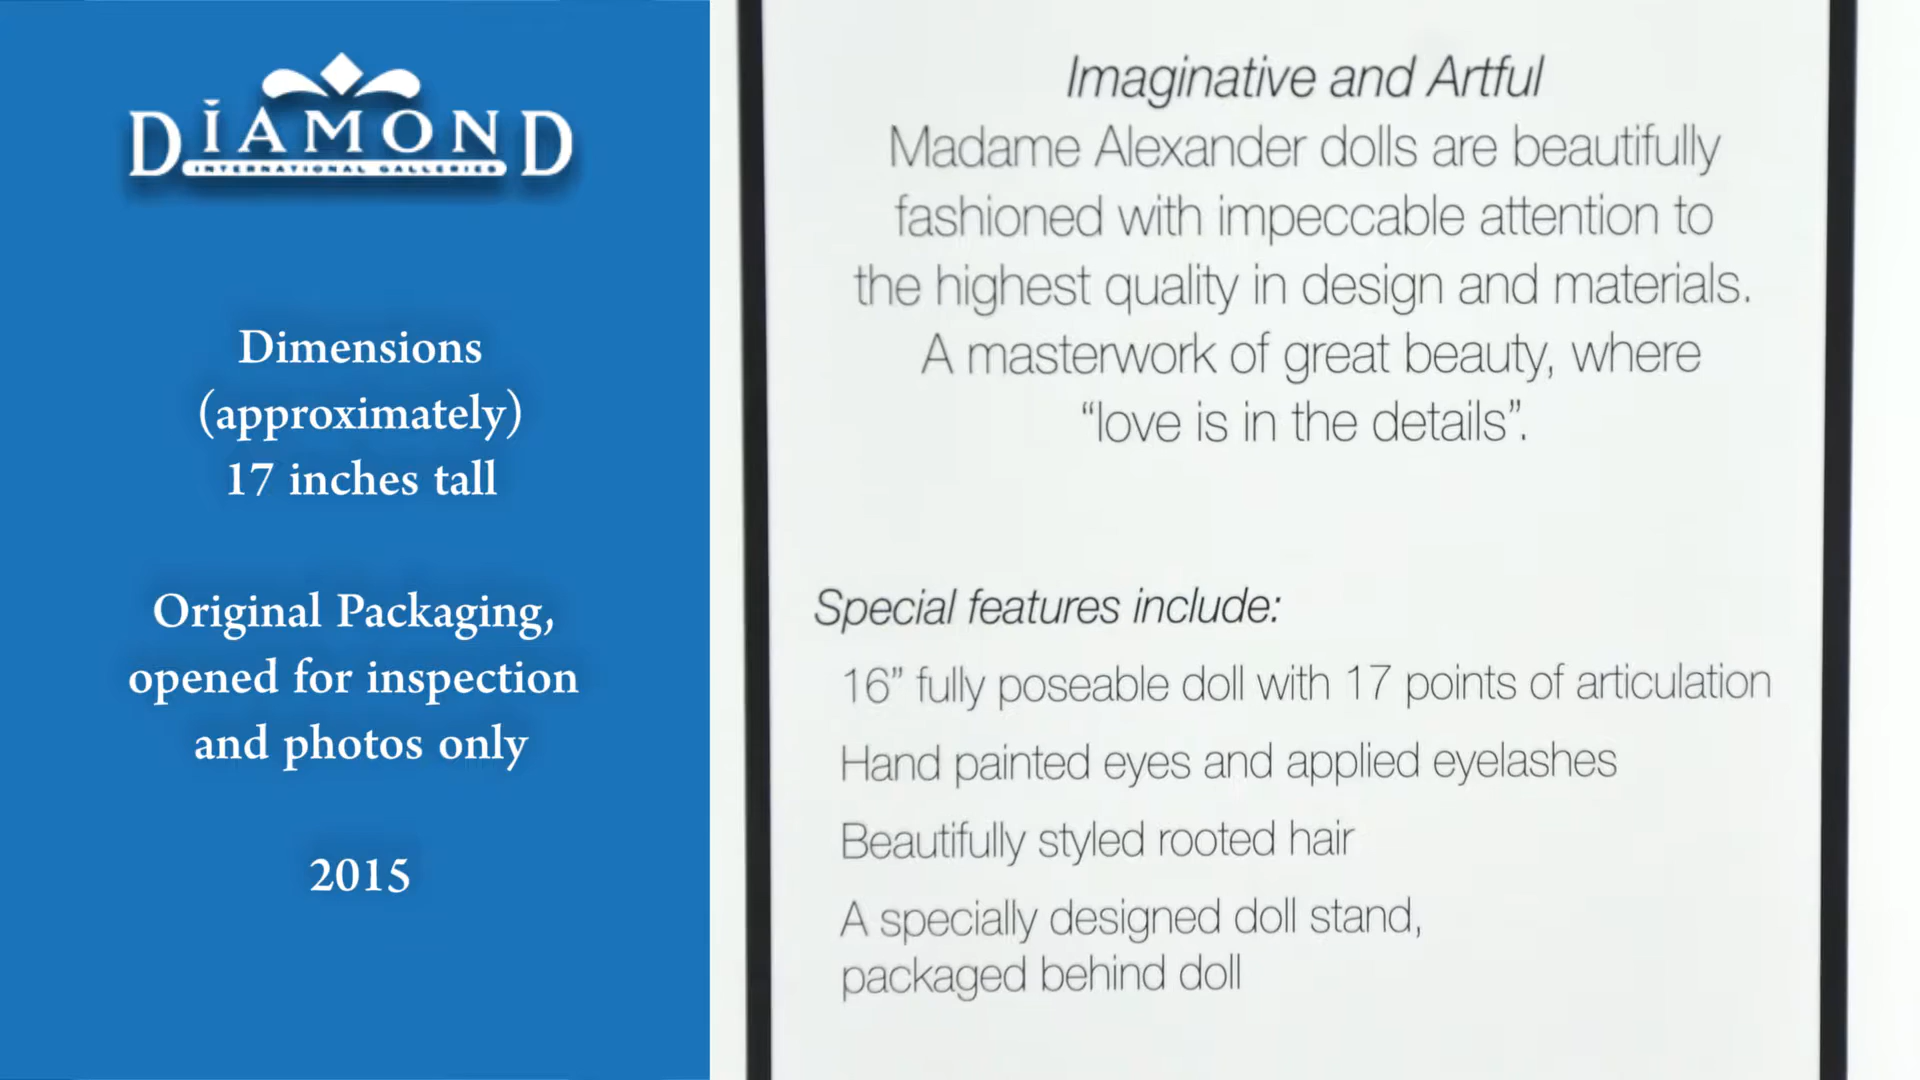 DIAMOND
INTERNATIONAL GALLERIES
Dimensions
(approximately)
17 inches tall
Original Packaging,
opened for inspection
and photos only
2015
Imaginative and Artful
Madame Alexander dolls are beautifully
fashioned with impeccable attention to
the highest quality in design and materials.
A masterwork of great beauty, where
“love is in the details”.
Special features include:
16” fully poseable doll with 17 points of articulation
Hand painted eyes and applied eyelashes
Beautifully styled rooted hair
A specially designed doll stand,
packaged behind doll